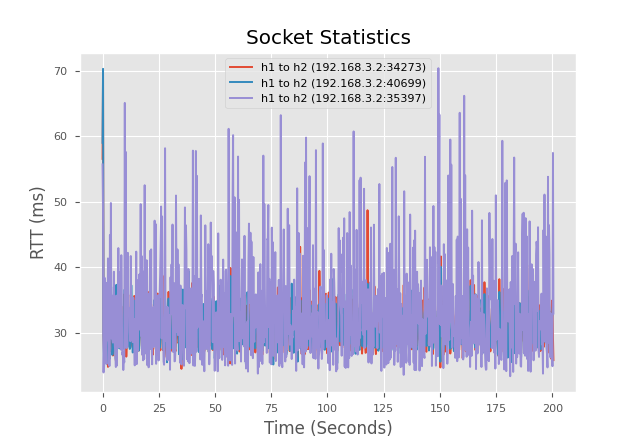 Socket Statistics
h1 to h2 (192.168.3.2:34273)
h1 to h2 (192.168.3.2:40699)
h1 to h2 (192.168.3.2:35397)
RTT (ms)
70
60
50
40
30
0 25 50 75 100 125 150 175 200
Time (Seconds)